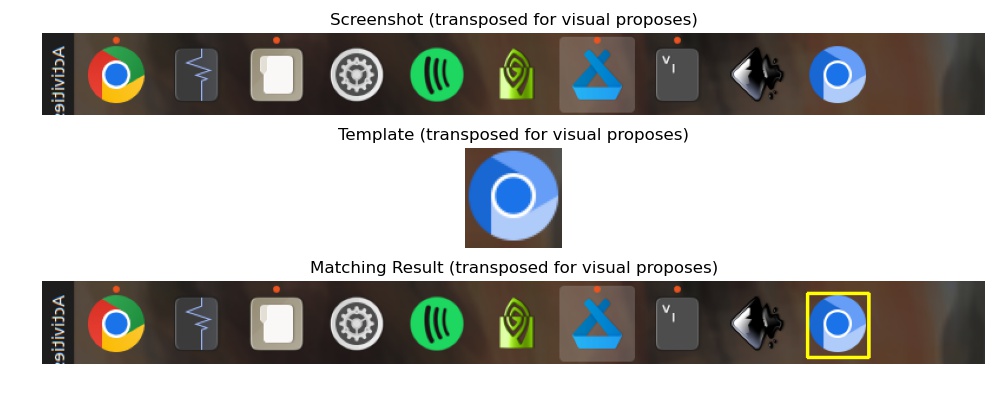 Screenshot (transposed for visual proposes)
Activities
Template (transposed for visual proposes)
Matching Result (transposed for visual proposes)
Activities